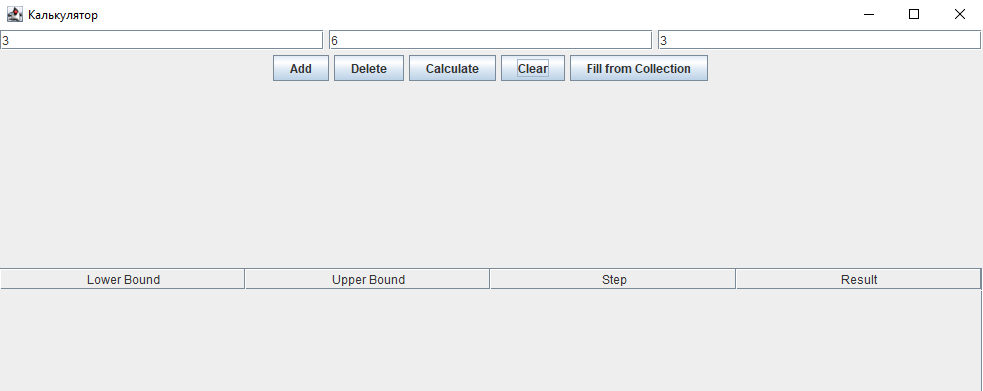 Калькулятор
3 6 3
Add Delete Calculate Clear Fill from Collection
Lower Bound Upper Bound Step Result